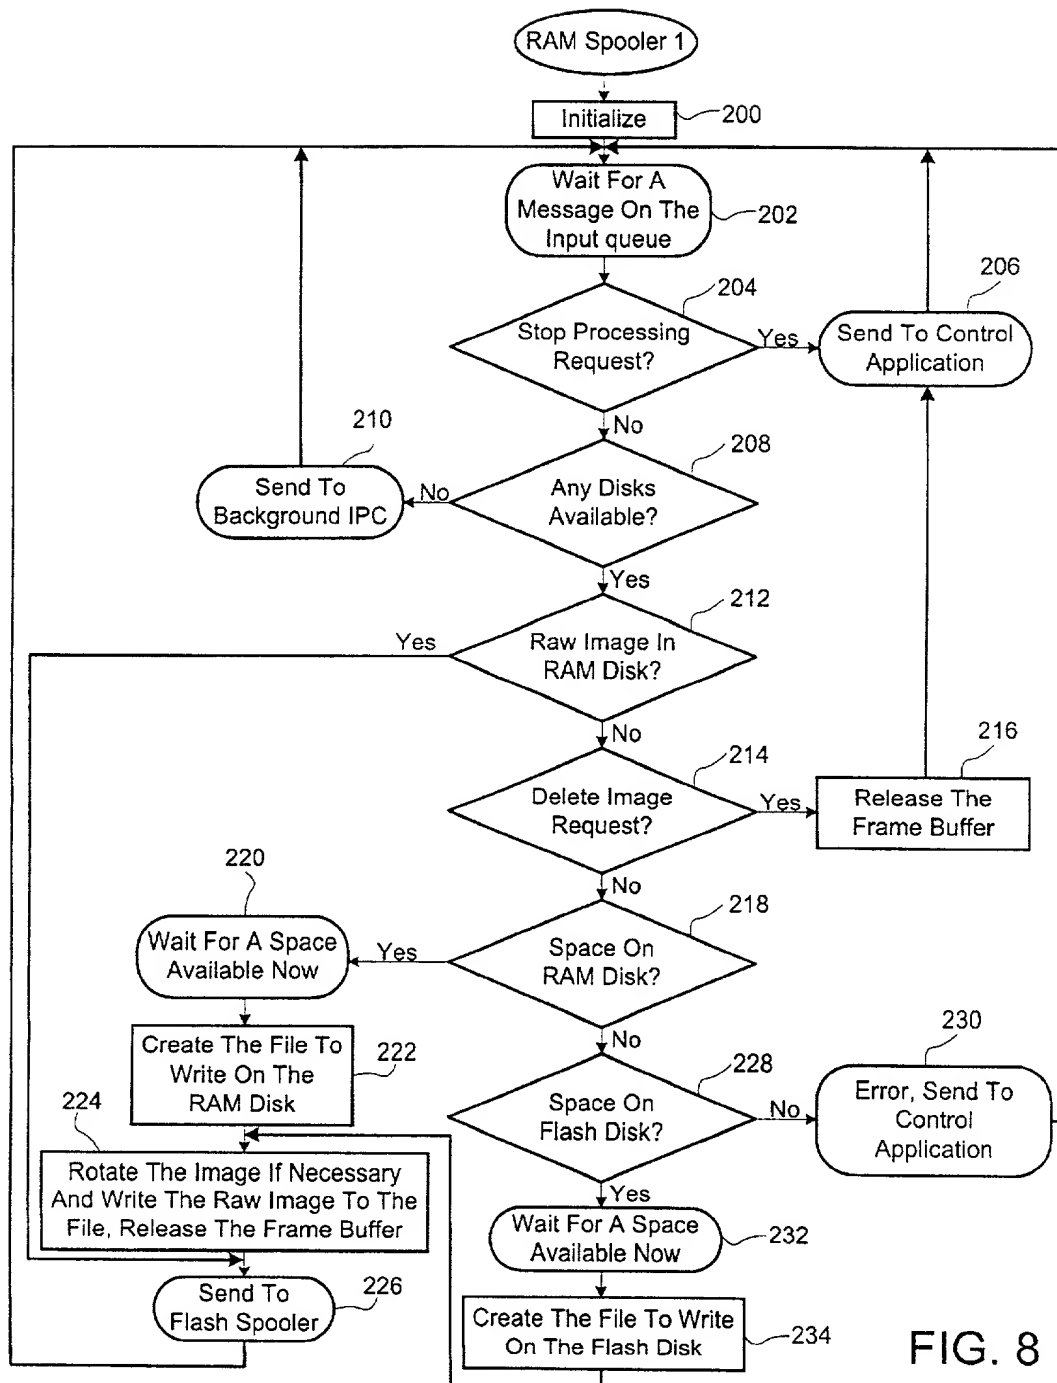 RAM Spooler 1
Initialize
200
Wait For A
Message On The
Input queue
202
204
Stop Processing
Request?
Yes
206
Send To Control
Application
No
210
Send To
Background IPC
No
208
Any Disks
Available?
Yes
212
Yes
Raw Image In
RAM Disk?
No
214
216
Delete Image
Request?
Yes
Release The
Frame Buffer
No
220
218
Wait For A Space
Available Now
Yes
Space On
RAM Disk?
No
230
Create The File To
Write On The
RAM Disk
222
228
Space On
Flash Disk?
No
Error, Send To
Control
Application
224
Rotate The Image If Necessary
And Write The Raw Image To The
File, Release The Frame Buffer
Yes
Wait For A Space
Available Now
232
Send To
Flash Spooler
226
Create The File To Write
On The Flash Disk
234
FIG. 8